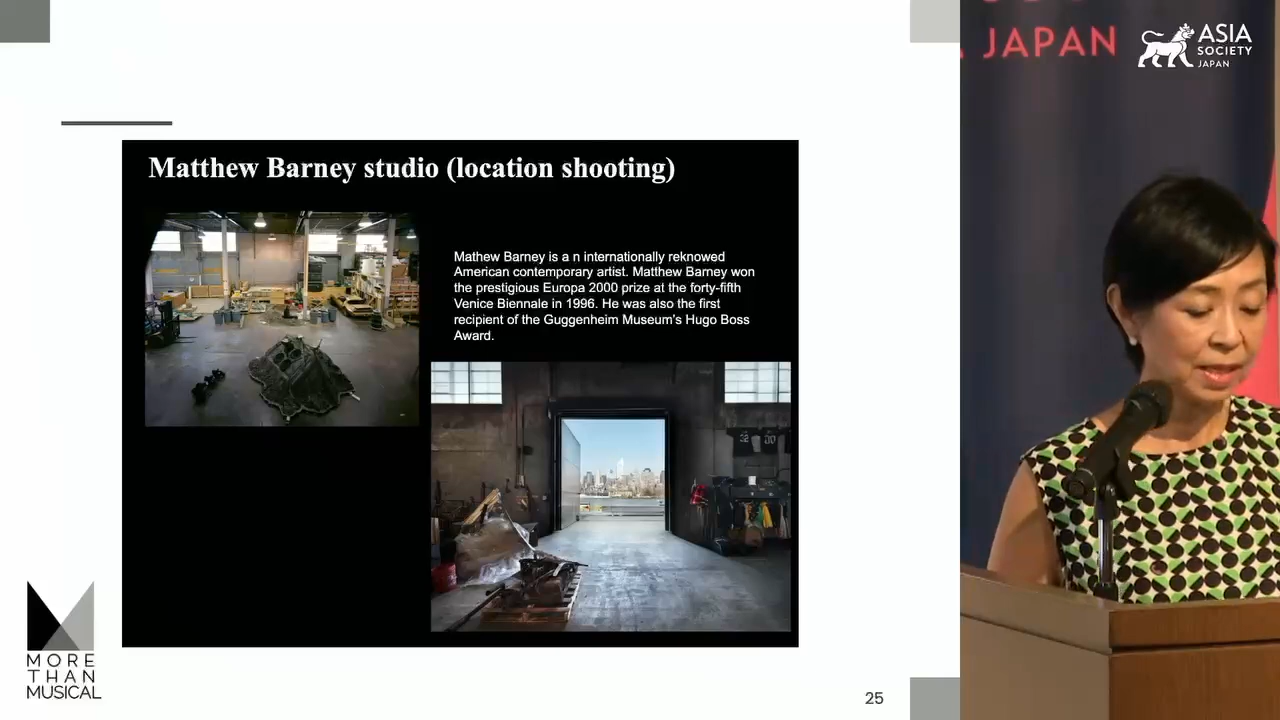 Matthew Barney studio (location shooting)
Mathew Barney is a n internationally reknowed
American contemporary artist. Matthew Barney won
the prestigious Europa 2000 prize at the forty-fifth
Venice Biennale in 1996. He was also the first
recipient of the Guggenheim Museum's Hugo Boss
Award.
MORE
THAN
MUSICAL
25
JAPAN
ASIA
SOCIETY
JAPAN